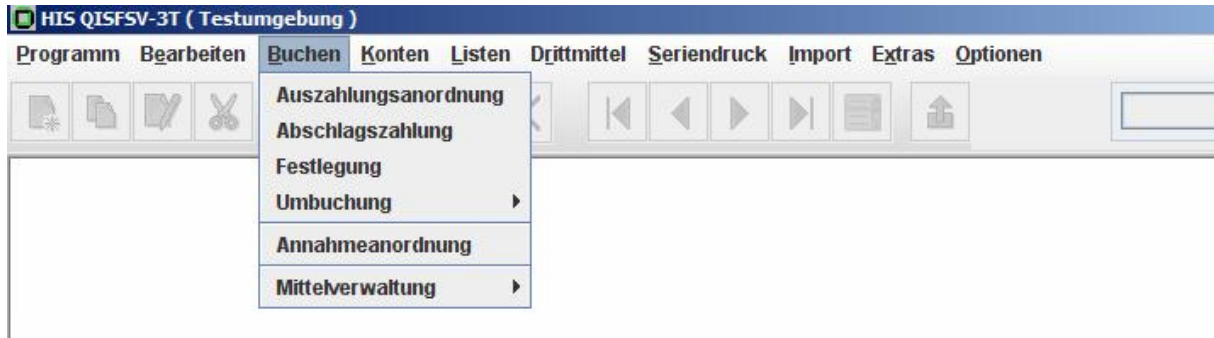 HIS QISFSV-3T ( Testumgebung )
Programm Bearbeiten Buchen Konten Listen Drittmittel Seriendruck Import Extras Optionen
Auszahlungsanordnung
Abschlagszahlung
Festlegung
Umbuchung
Annahmeanordnung
Mittelverwaltung